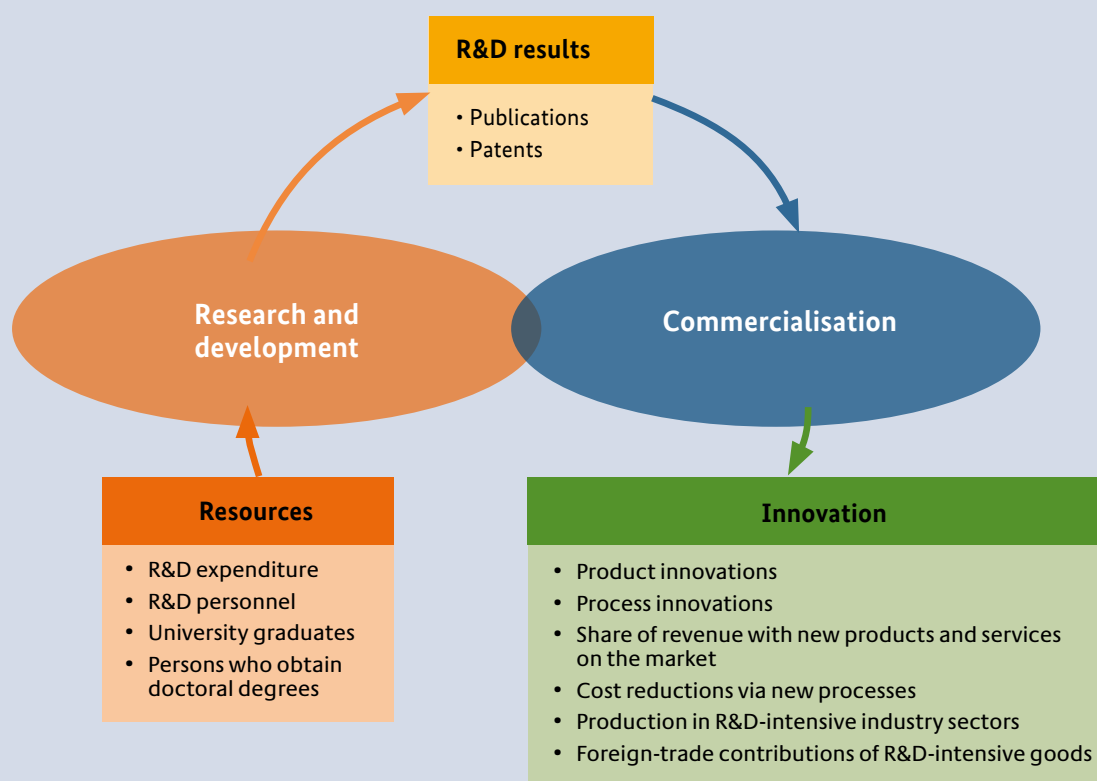 R&D results
• Publications
• Patents
Research and
development
Commercialisation
Resources
• R&D expenditure
• R&D personnel
• University graduates
• Persons who obtain
doctoral degrees
Innovation
• Product innovations
• Process innovations
• Share of revenue with new products and services
on the market
• Cost reductions via new processes
• Production in R&D-intensive industry sectors
• Foreign-trade contributions of R&D-intensive goods